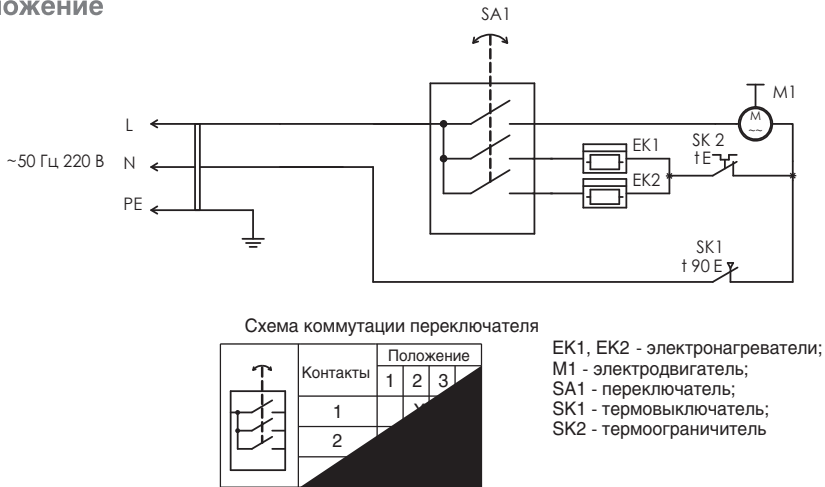 SA1
L
M1
M
~~
EK1
SK 2
t E
~50 Гц 220 В N
EK2
PE
SK1
t 90 E
Схема коммутации переключателя
Контакты
Положение
1 2 3
1
2
EK1, EK2 - электронагреватели;
M1 - электродвигатель;
SA1 - переключатель;
SK1 - термовыключатель;
SK2 - термоограничитель